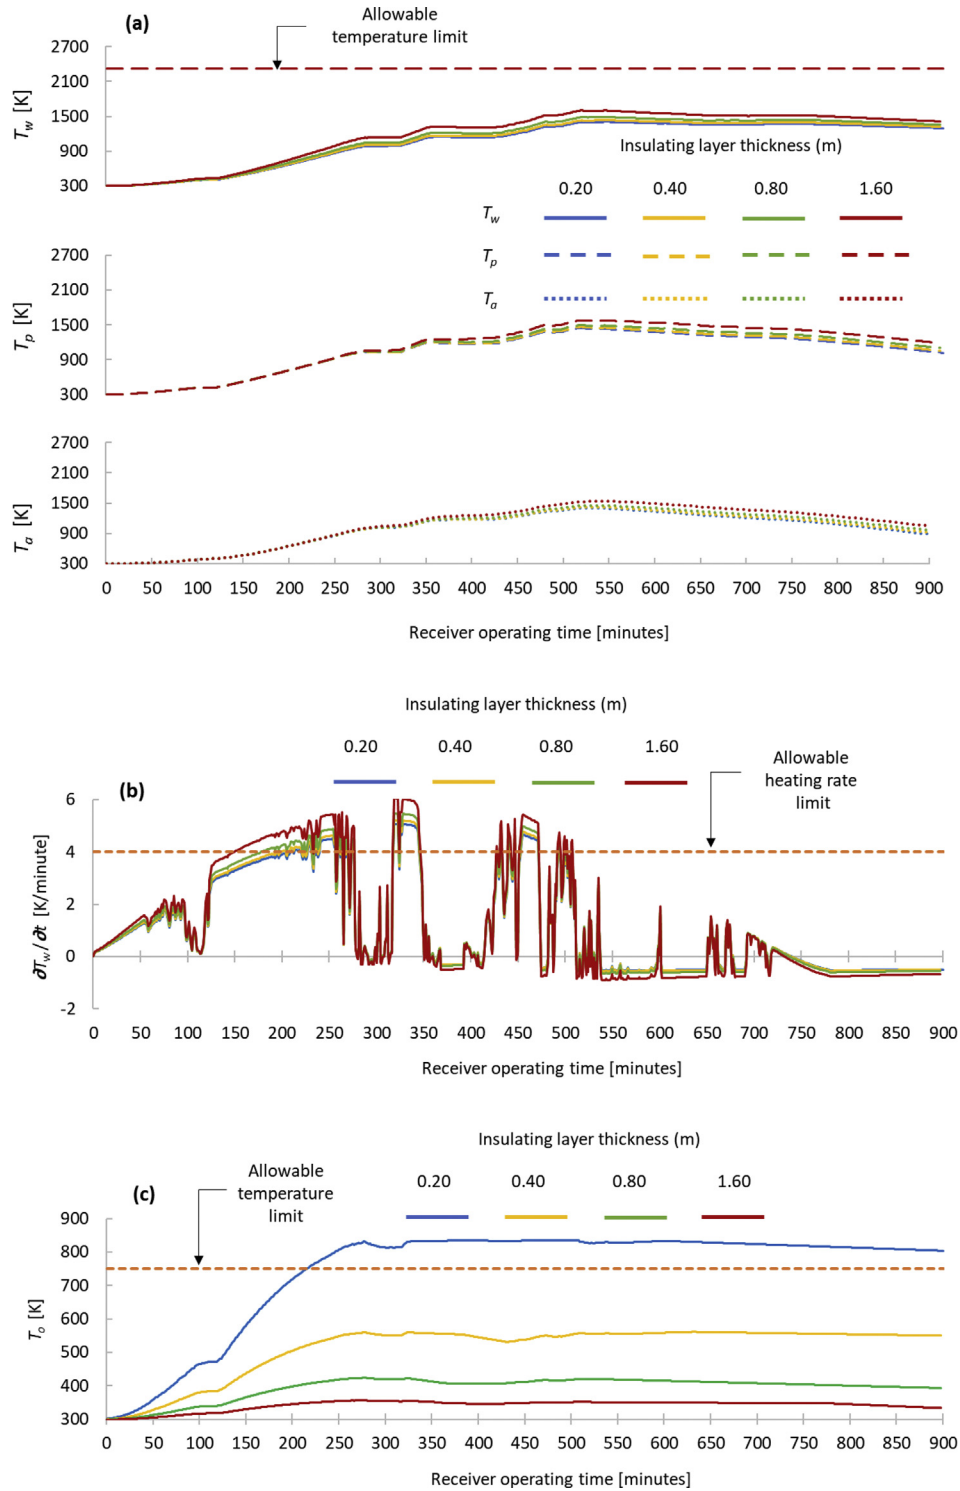 (a)
Allowable
temperature limit
2700
2100
1500
900
300
T_w [K]
Insulating layer thickness (m)
0.20 0.40 0.80 1.60
T_w
T_p
T_a
2700
2100
1500
900
300
T_p [K]
2700
2100
1500
900
300
T_a [K]
0 50 100 150 200 250 300 350 400 450 500 550 600 650 700 750 800 850 900
Receiver operating time [minutes]
Insulating layer thickness (m)
0.20 0.40 0.80 1.60
(b)
Allowable
heating rate
limit
6
4
2
0
-2
∂T_w/∂t [K/minute]
0 50 100 150 200 250 300 350 400 450 500 550 600 650 700 750 800 850 900
Receiver operating time [minutes]
Insulating layer thickness (m)
0.20 0.40 0.80 1.60
(c)
Allowable
temperature
limit
900
800
700
600
500
400
300
T_o [K]
0 50 100 150 200 250 300 350 400 450 500 550 600 650 700 750 800 850 900
Receiver operating time [minutes]